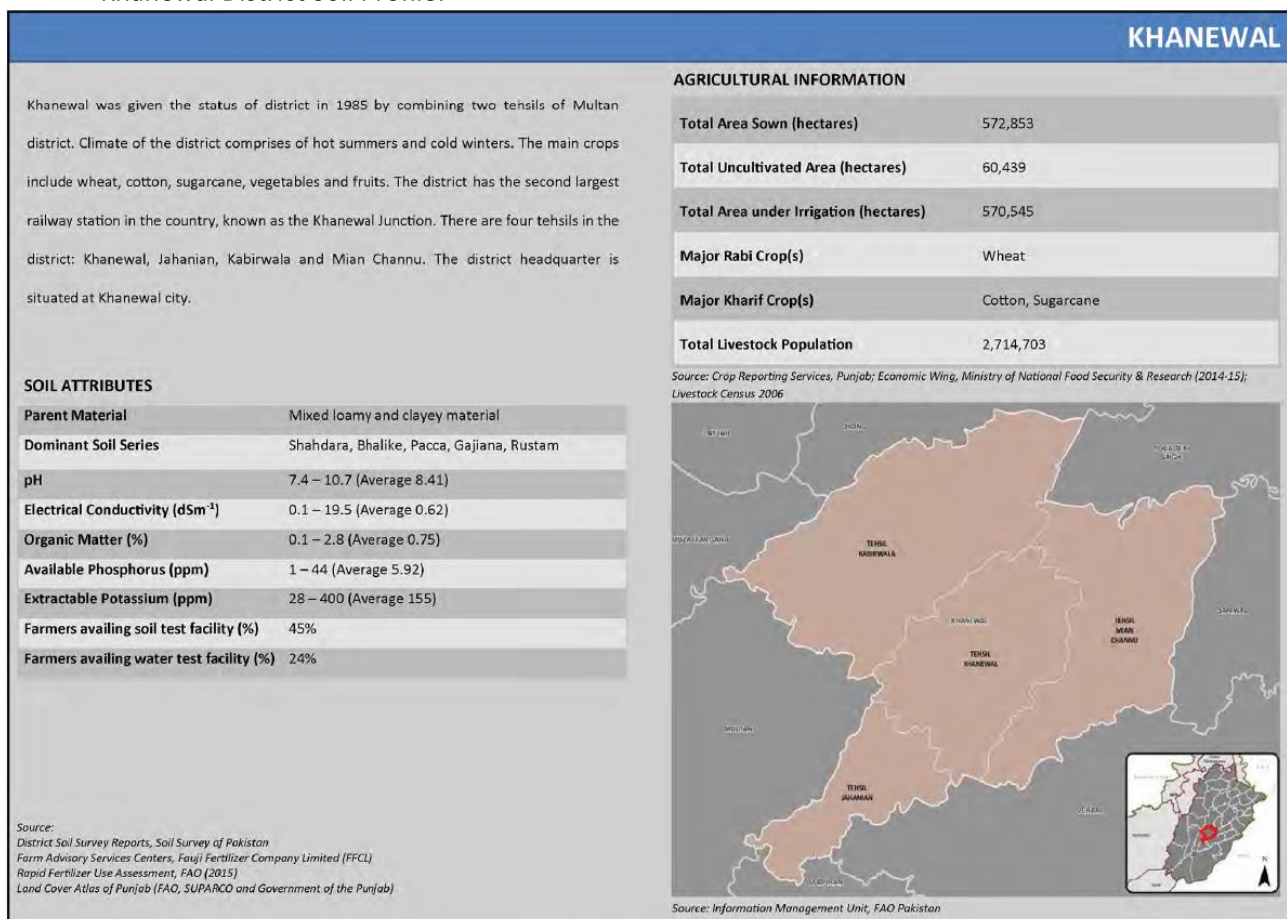 KHANEWAL
Khanewal was given the status of district in 1985 by combining two tehsils of Multan
district. Climate of the district comprises of hot summers and cold winters. The main crops
include wheat, cotton, sugarcane, vegetables and fruits. The district has the second largest
railway station in the country, known as the Khanewal Junction. There are four tehsils in the
district: Khanewal, Jahanian, Kabirwala and Mian Channu. The district headquarter is
situated at Khanewal city.
SOIL ATTRIBUTES
Parent Material Mixed loamy and clayey material
Dominant Soil Series Shahdara, Bhalike, Pacca, Gajiana, Rustam
pH 7.4 – 10.7 (Average 8.41)
Electrical Conductivity (dSm⁻¹) 0.1 – 19.5 (Average 0.62)
Organic Matter (%) 0.1 – 2.8 (Average 0.75)
Available Phosphorus (ppm) 1 – 44 (Average 5.92)
Extractable Potassium (ppm) 28 – 400 (Average 155)
Farmers availing soil test facility (%) 45%
Farmers availing water test facility (%) 24%
Source:
District Soil Survey Reports, Soil Survey of Pakistan
Farm Advisory Services Centers, Fauji Fertilizer Company Limited (FFCL)
Rapid Fertilizer Use Assessment, FAO (2015)
Land Cover Atlas of Punjab (FAO, SUPARCO and Government of the Punjab)
AGRICULTURAL INFORMATION
Total Area Sown (hectares) 572,853
Total Uncultivated Area (hectares) 60,439
Total Area under Irrigation (hectares) 570,545
Major Rabi Crop(s) Wheat
Major Kharif Crop(s) Cotton, Sugarcane
Total Livestock Population 2,714,703
Source: Crop Reporting Services, Punjab; Economic Wing, Ministry of National Food Security & Research (2014-15);
Livestock Census 2006
JHANG
SINGH
MUZAFFARGARH
TEHSIL
KABIRWALA
SAHIWAL
KHANEWAL
TEHSIL
MIAN
CHANNU
TEHSIL
KHANEWAL
MULTAN
TEHSIL
JAHANIAN
VEHARI
LODHRAN
N
Source: Information Management Unit, FAO Pakistan